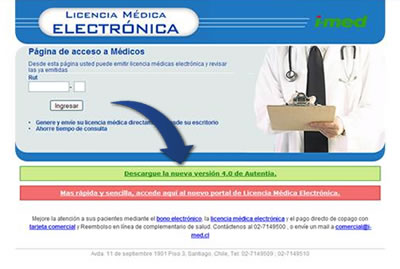 LICENCIA MÉDICA
ELECTRÓNICA
i-med
Página de acceso a Médicos
Desde esta página usted puede emitir licencia médicas electrónica y revisar
las ya emitidas
Rut
-
Ingresar
• Genere y envíe su licencia médica direct de su escritorio
• Ahorre tiempo de consulta
Descargue la nueva versión 4.0 de Autentia.
Mas rápida y sencilla, accede aquí al nuevo portal de Licencia Médica Electrónica.
Mejore la atención a sus pacientes mediante el bono electrónico, la licencia médica electrónica y el pago directo de copago con
tarjeta comercial y Reembolso en línea de complementario de salud. Contáctenos al 02-7149500 , o envíe un mail a comercial@i-
med.cl
Avda. 11 de septiembre 1881 Piso 3, Santiago, Chile, Tel: 02-7149500 ; 02-7149510